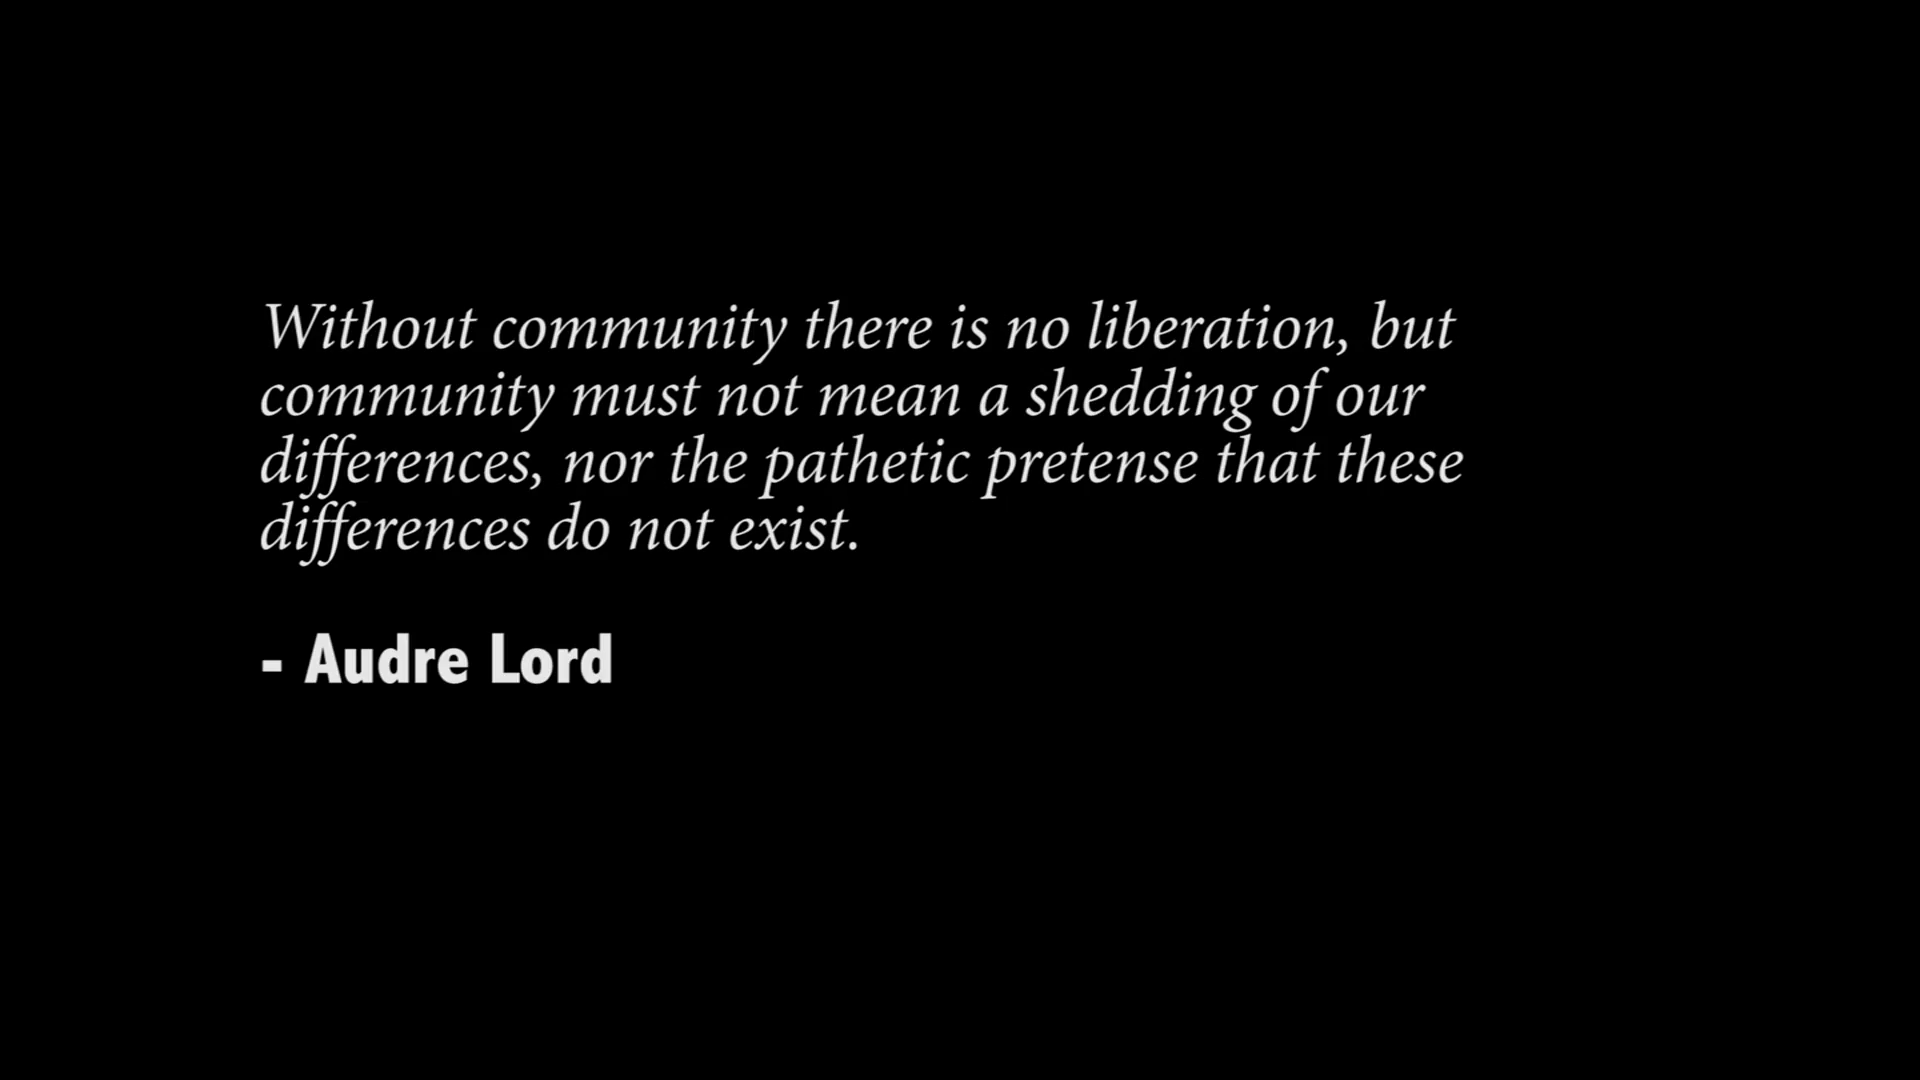 Without community there is no liberation, but
community must not mean a shedding of our
differences, nor the pathetic pretense that these
differences do not exist.
- Audre Lord